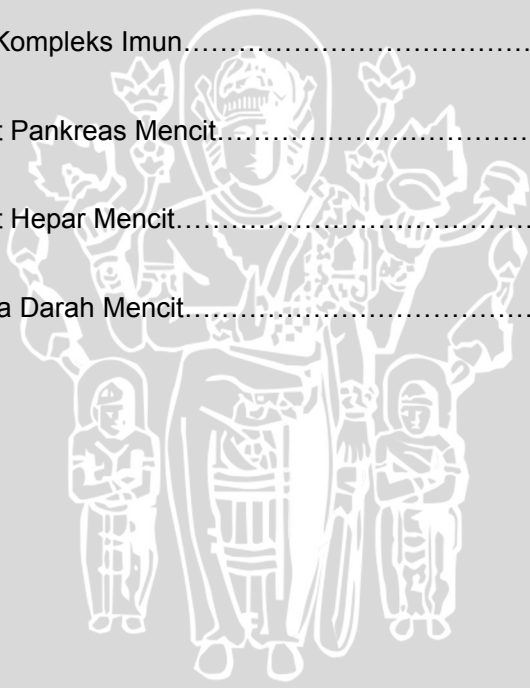 Kompleks Imun……………………………………
t Pankreas Mencit…………………………………
t Hepar Mencit……………………………………
a Darah Mencit……………………………………